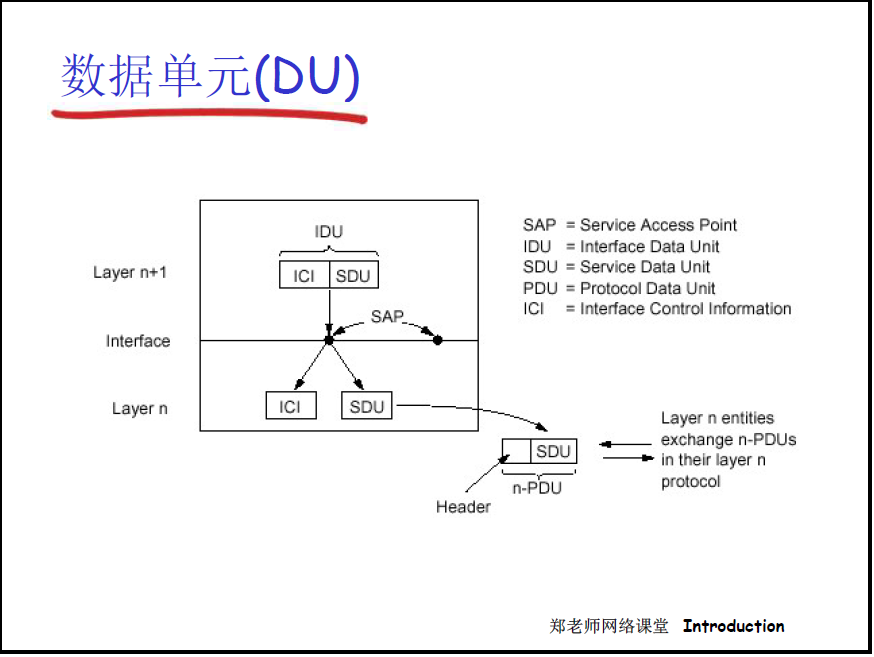 数据单元(DU)
IDU
ICI SDU
Layer n+1
SAP
Interface
Layer n
ICI SDU
SAP = Service Access Point
IDU = Interface Data Unit
SDU = Service Data Unit
PDU = Protocol Data Unit
ICI = Interface Control Information
SDU
n-PDU
Header
Layer n entities
exchange n-PDUs
in their layer n
protocol
郑老师网络课堂 Introduction